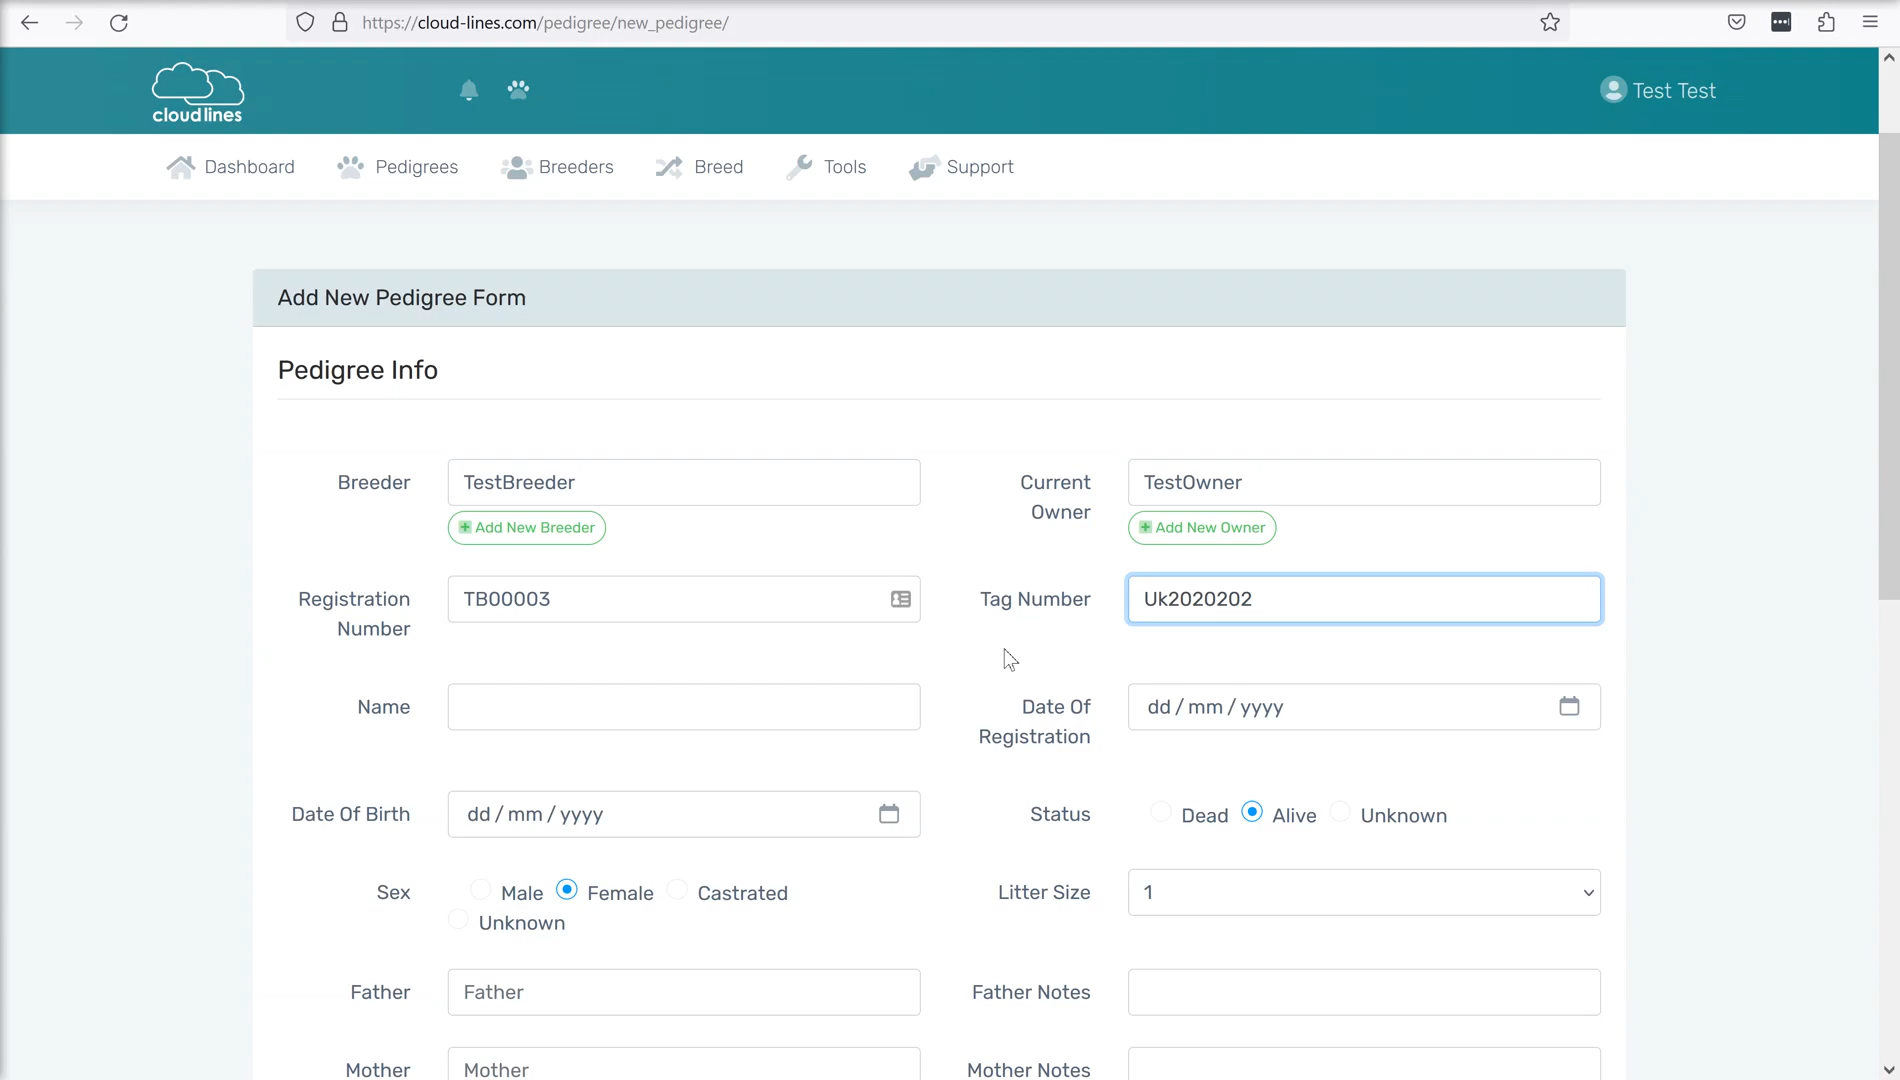 https://cloud-lines.com/pedigree/new_pedigree/
cloudlines
Test Test
Dashboard Pedigrees Breeders Breed Tools Support
Add New Pedigree Form
Pedigree Info
Breeder TestBreeder Current Owner TestOwner
Add New Breeder Add New Owner
Registration Number TB00003 Tag Number Uk2020202
Name Date Of Registration dd / mm / yyyy
Date Of Birth dd / mm / yyyy Status Dead Alive Unknown
Sex Male Female Castrated Litter Size 1
Unknown
Father Father Father Notes
Mother Mother Mother Notes